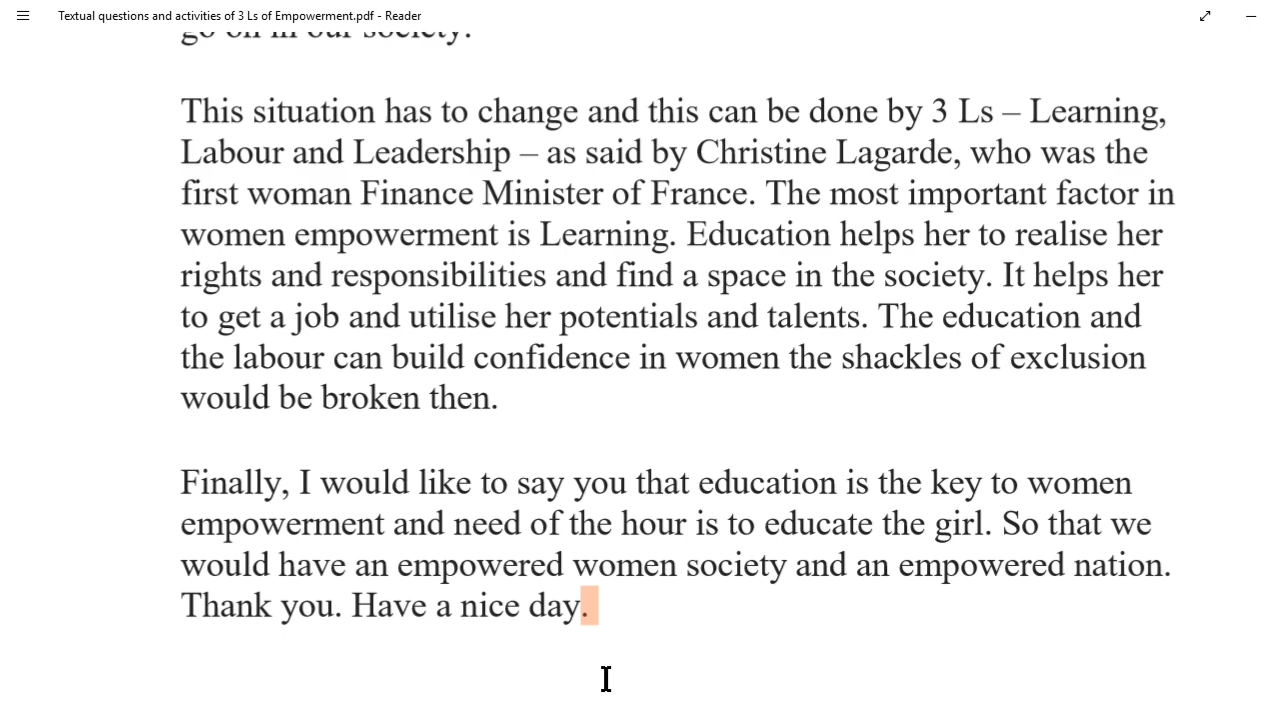 Textual questions and activities of 3 Ls of Empowerment.pdf - Reader
go on in our society.
This situation has to change and this can be done by 3 Ls – Learning,
Labour and Leadership – as said by Christine Lagarde, who was the
first woman Finance Minister of France. The most important factor in
women empowerment is Learning. Education helps her to realise her
rights and responsibilities and find a space in the society. It helps her
to get a job and utilise her potentials and talents. The education and
the labour can build confidence in women the shackles of exclusion
would be broken then.
Finally, I would like to say you that education is the key to women
empowerment and need of the hour is to educate the girl. So that we
would have an empowered women society and an empowered nation.
Thank you. Have a nice day.